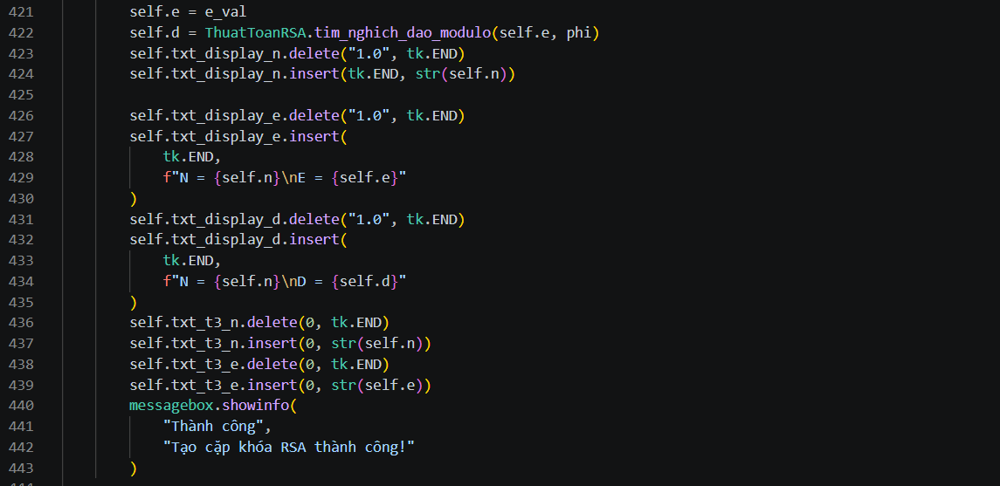 421 self.e = e_val
422 self.d = ThuatToanRSA.tim_nghich_dao_modulo(self.e, phi)
423 self.txt_display_n.delete("1.0", tk.END)
424 self.txt_display_n.insert(tk.END, str(self.n))
425
426 self.txt_display_e.delete("1.0", tk.END)
427 self.txt_display_e.insert(
428     tk.END,
429     f"N = {self.n}\nE = {self.e}"
430 )
431 self.txt_display_d.delete("1.0", tk.END)
432 self.txt_display_d.insert(
433     tk.END,
434     f"N = {self.n}\nD = {self.d}"
435 )
436 self.txt_t3_n.delete(0, tk.END)
437 self.txt_t3_n.insert(0, str(self.n))
438 self.txt_t3_e.delete(0, tk.END)
439 self.txt_t3_e.insert(0, str(self.e))
440 messagebox.showinfo(
441     "Thành công",
442     "Tạo cặp khóa RSA thành công!"
443 )